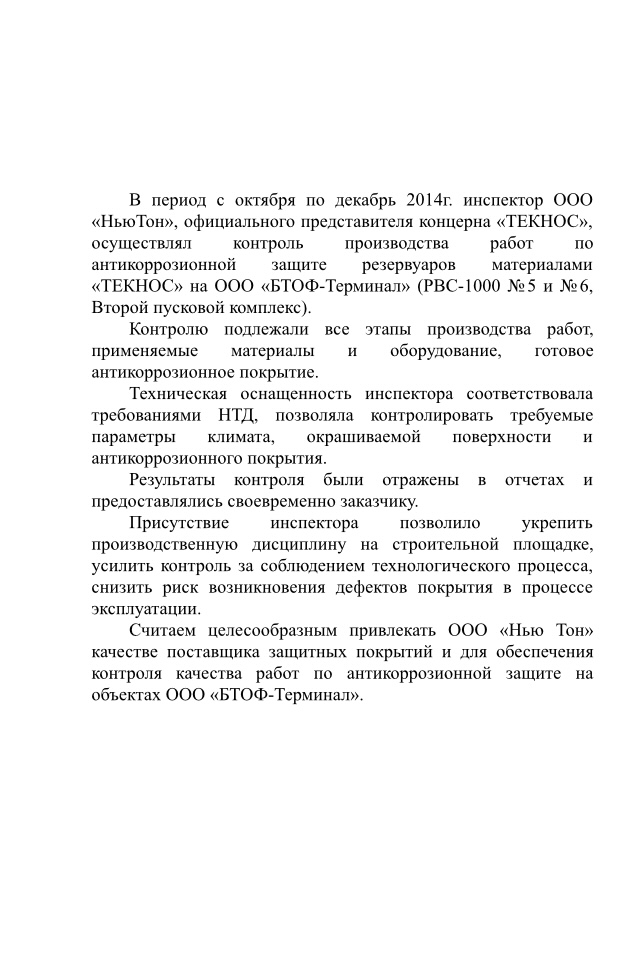 В период с октября по декабрь 2014г. инспектор ООО
«НьюТон», официального представителя концерна «ТЕКНОС»,
осуществлял контроль производства работ по
антикоррозионной защите резервуаров материалами
«ТЕКНОС» на ООО «БТОФ-Терминал» (РВС-1000 №5 и №6,
Второй пусковой комплекс).
Контролю подлежали все этапы производства работ,
применяемые материалы и оборудование, готовое
антикоррозионное покрытие.
Техническая оснащенность инспектора соответствовала
требованиями НТД, позволяла контролировать требуемые
параметры климата, окрашиваемой поверхности и
антикоррозионного покрытия.
Результаты контроля были отражены в отчетах и
предоставлялись своевременно заказчику.
Присутствие инспектора позволило укрепить
производственную дисциплину на строительной площадке,
усилить контроль за соблюдением технологического процесса,
снизить риск возникновения дефектов покрытия в процессе
эксплуатации.
Считаем целесообразным привлекать ООО «Нью Тон»
качестве поставщика защитных покрытий и для обеспечения
контроля качества работ по антикоррозионной защите на
объектах ООО «БТОФ-Терминал».